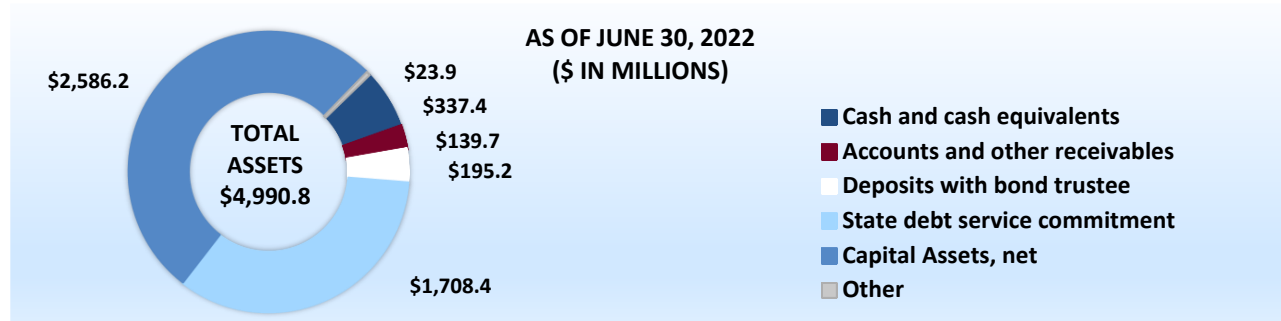 AS OF JUNE 30, 2022
($ IN MILLIONS)
$2,586.2
$23.9
$337.4
$139.7
$195.2
$1,708.4
TOTAL
ASSETS
$4,990.8
Cash and cash equivalents
Accounts and other receivables
Deposits with bond trustee
State debt service commitment
Capital Assets, net
Other